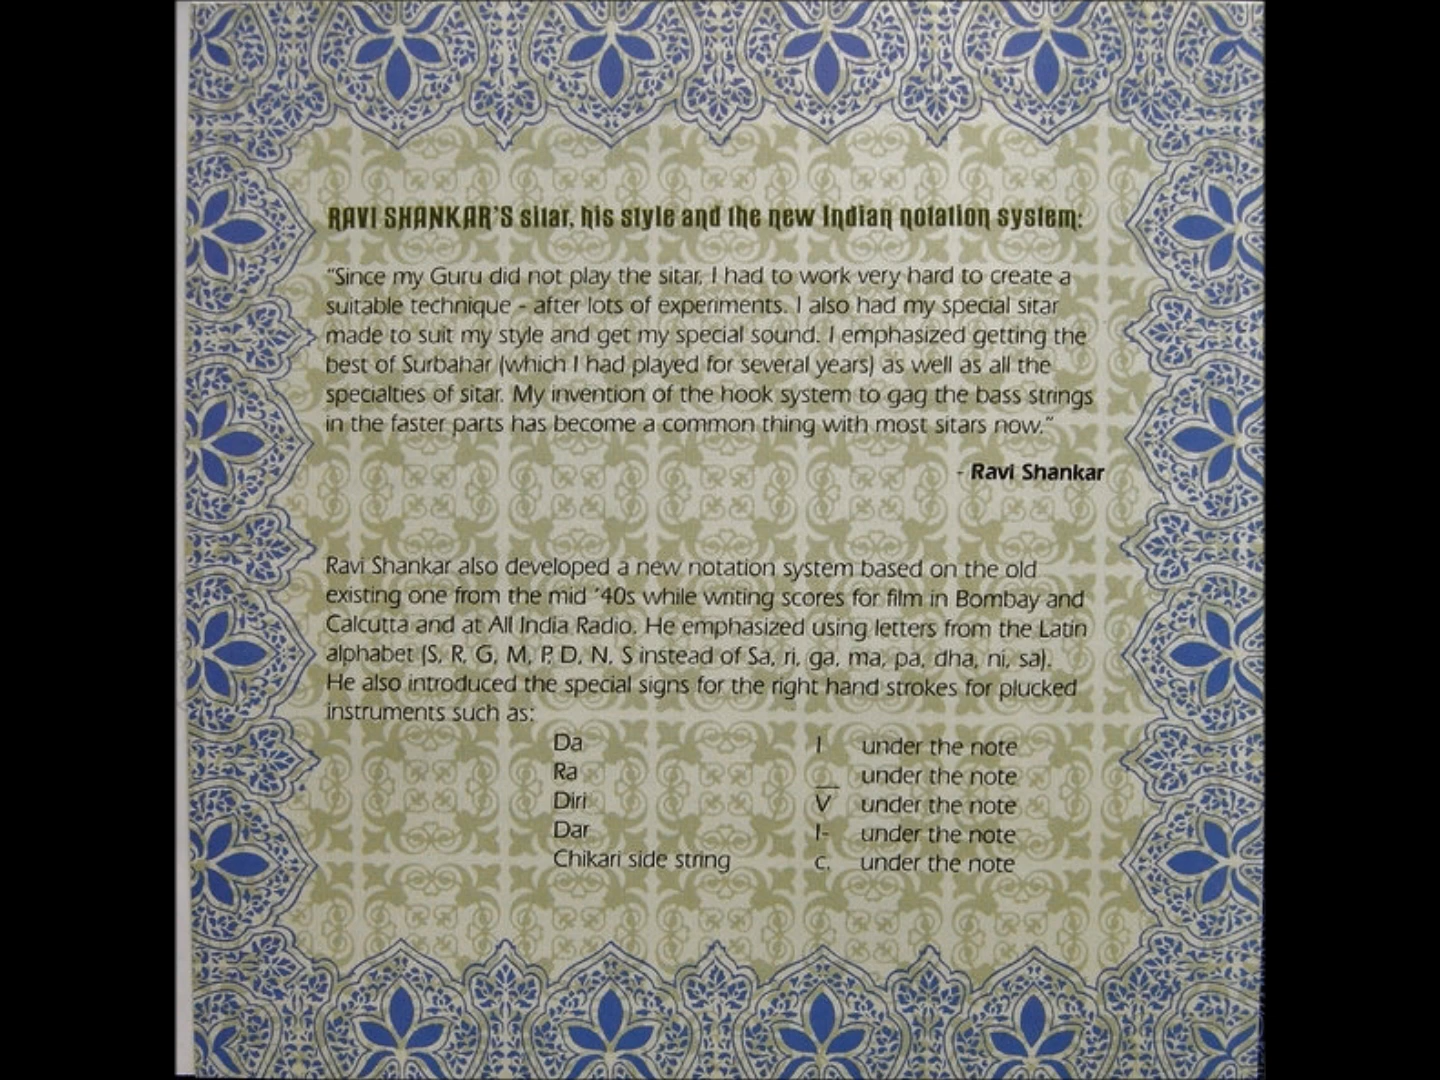 RAVI SHANKAR'S sitar, his style and the new Indian notation system:
"Since my Guru did not play the sitar, I had to work very hard to create a
suitable technique - after lots of experiments. I also had my special sitar
made to suit my style and get my special sound. I emphasized getting the
best of Surbahar (which I had played for several years) as well as all the
specialties of sitar. My invention of the hook system to gag the bass strings
in the faster parts has become a common thing with most sitars now."
- Ravi Shankar
Ravi Shankar also developed a new notation system based on the old
existing one from the mid '40s while writing scores for film in Bombay and
Calcutta and at All India Radio. He emphasized using letters from the Latin
alphabet (S, R, G, M, P, D, N, S instead of Sa, ri, ga, ma, pa, dha, ni, sa).
He also introduced the special signs for the right hand strokes for plucked
instruments such as:
Da I under the note
Ra __ under the note
Diri V under the note
Dar I- under the note
Chikari side string c. under the note